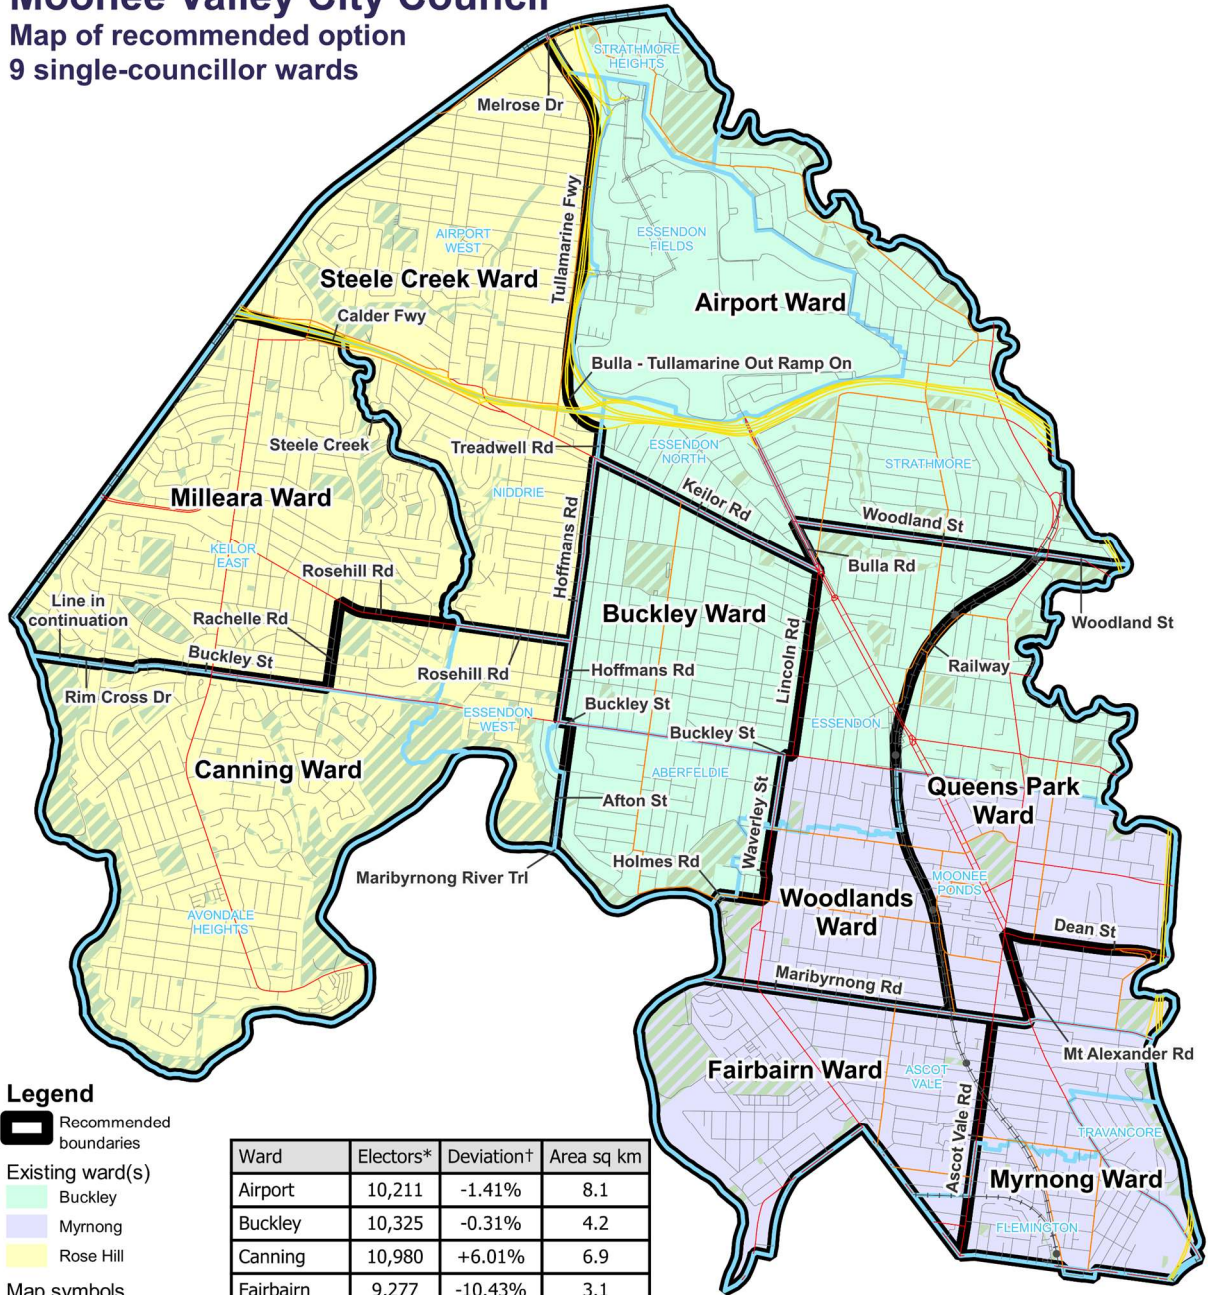 Moonee Valley City Council
Map of recommended option
9 single-councillor wards
STRATHMORE
HEIGHTS
Melrose Dr
Tullamarine Fwy
AIRPORT
WEST
ESSENDON
FIELDS
Steele Creek Ward
Airport Ward
Calder Fwy
Bulla - Tullamarine Out Ramp On
Steele Creek
Treadwell Rd
ESSENDON
NORTH
STRATHMORE
Milleara Ward
NIDDRIE
Keilor Rd
Hoffmans Rd
Woodland St
KEILOR
EAST
Rosehill Rd
Bulla Rd
Line in
continuation
Rachelle Rd
Buckley Ward
Woodland St
Buckley St
Rosehill Rd
Hoffmans Rd
Lincoln Rd
Railway
Rim Cross Dr
ESSENDON
WEST
Buckley St
Buckley St
ESSENDON
Canning Ward
ABERFELDIE
Queens Park
Ward
Afton St
Waverley St
Holmes Rd
Maribyrnong River Trl
MOONEE
PONDS
Woodlands
Ward
AVONDALE
HEIGHTS
Dean St
Maribyrnong Rd
Mt Alexander Rd
Fairbairn Ward
ASCOT
VALE
Ascot Vale Rd
TRAVANCORE
Myrnong Ward
FLEMINGTON
Legend
Recommended
boundaries
Existing ward(s)
Buckley
Myrnong
Rose Hill
Map symbols
Ward Electors* Deviation† Area sq km
Airport 10,211 -1.41% 8.1
Buckley 10,325 -0.31% 4.2
Canning 10,980 +6.01% 6.9
Fairbairn 9,277 -10.43% 3.1